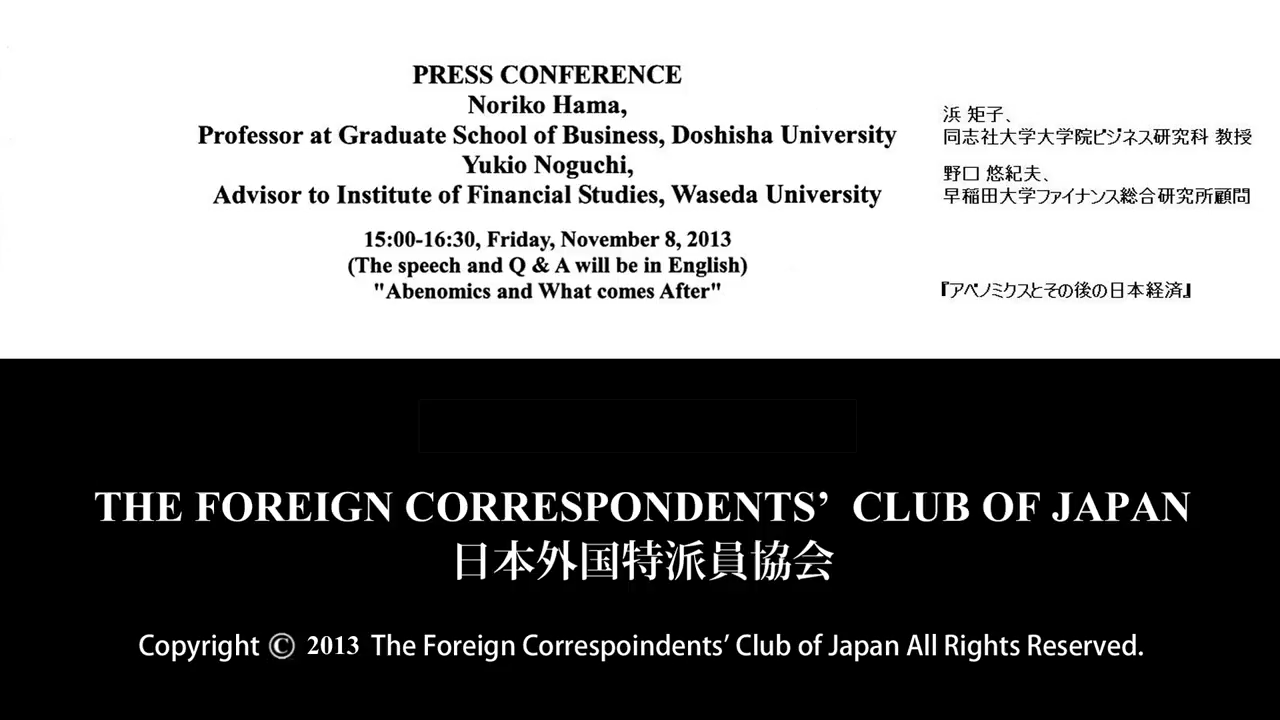 PRESS CONFERENCE
Noriko Hama,
Professor at Graduate School of Business, Doshisha University
Yukio Noguchi,
Advisor to Institute of Financial Studies, Waseda University
15:00-16:30, Friday, November 8, 2013
(The speech and Q & A will be in English)
"Abenomics and What comes After"
浜 矩子、
同志社大学大学院ビジネス研究科 教授
野口 悠紀夫、
早稲田大学ファイナンス総合研究所顧問
『アベノミクスとその後の日本経済』
THE FOREIGN CORRESPONDENTS’ CLUB OF JAPAN
日本外国特派員協会
Copyright © 2013 The Foreign Correspoindents’ Club of Japan All Rights Reserved.